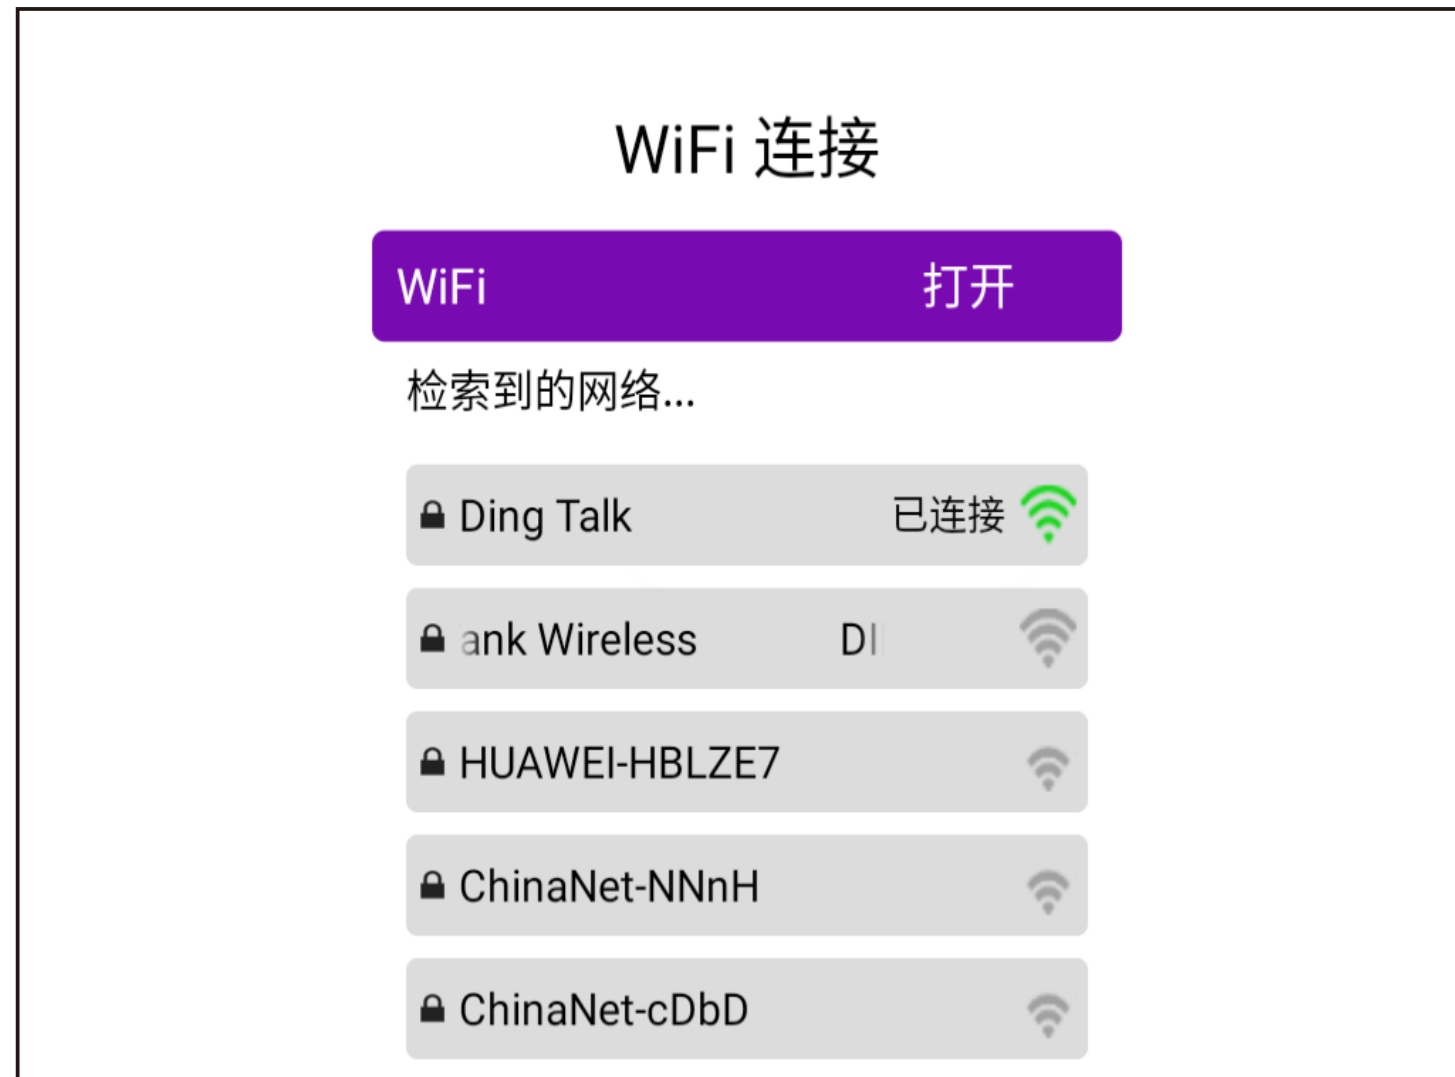 WiFi 连接
WiFi 打开
检索到的网络...
Ding Talk 已连接
ank Wireless
HUAWEI-HBLZE7
ChinaNet-NNnH
ChinaNet-cDbD